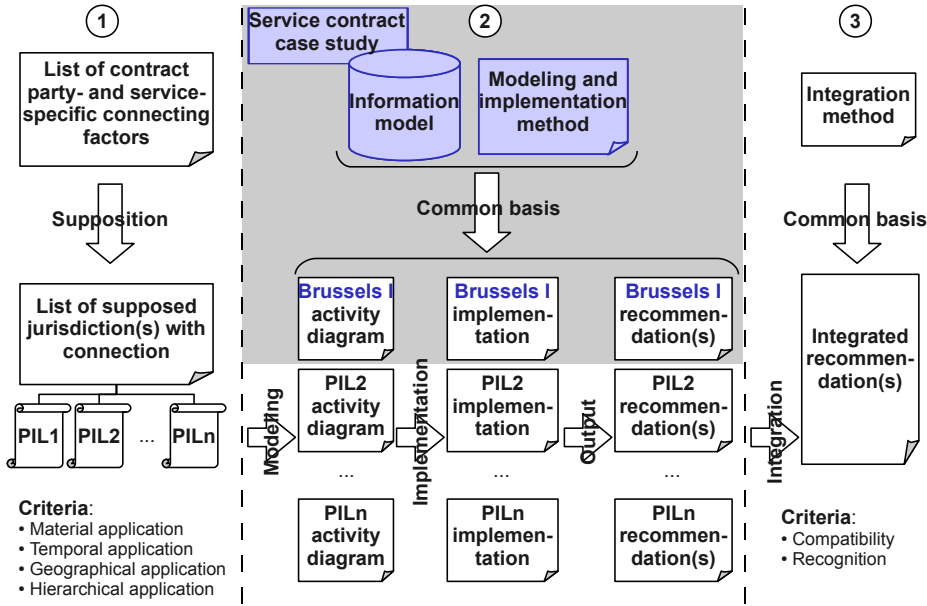 1
List of contract
party- and service-
specific connecting
factors
Supposition
List of supposed
jurisdiction(s) with
connection
PIL1
PIL2
...
PILn
Criteria:
• Material application
• Temporal application
• Geographical application
• Hierarchical application
2
Service contract
case study
Information
model
Modeling and
implementation
method
Common basis
Modeling
Brussels I
activity
diagram
PIL2
activity
diagram
...
PILn
activity
diagram
Implementation
Brussels I
implemen-
tation
PIL2
implemen-
tation
...
PILn
implemen-
tation
Output
Brussels I
recommen-
dation(s)
PIL2
recommen-
dation(s)
...
PILn
recommen-
dation(s)
Integration
3
Integration
method
Common basis
Integrated
recommen-
dation(s)
Criteria:
• Compatibility
• Recognition